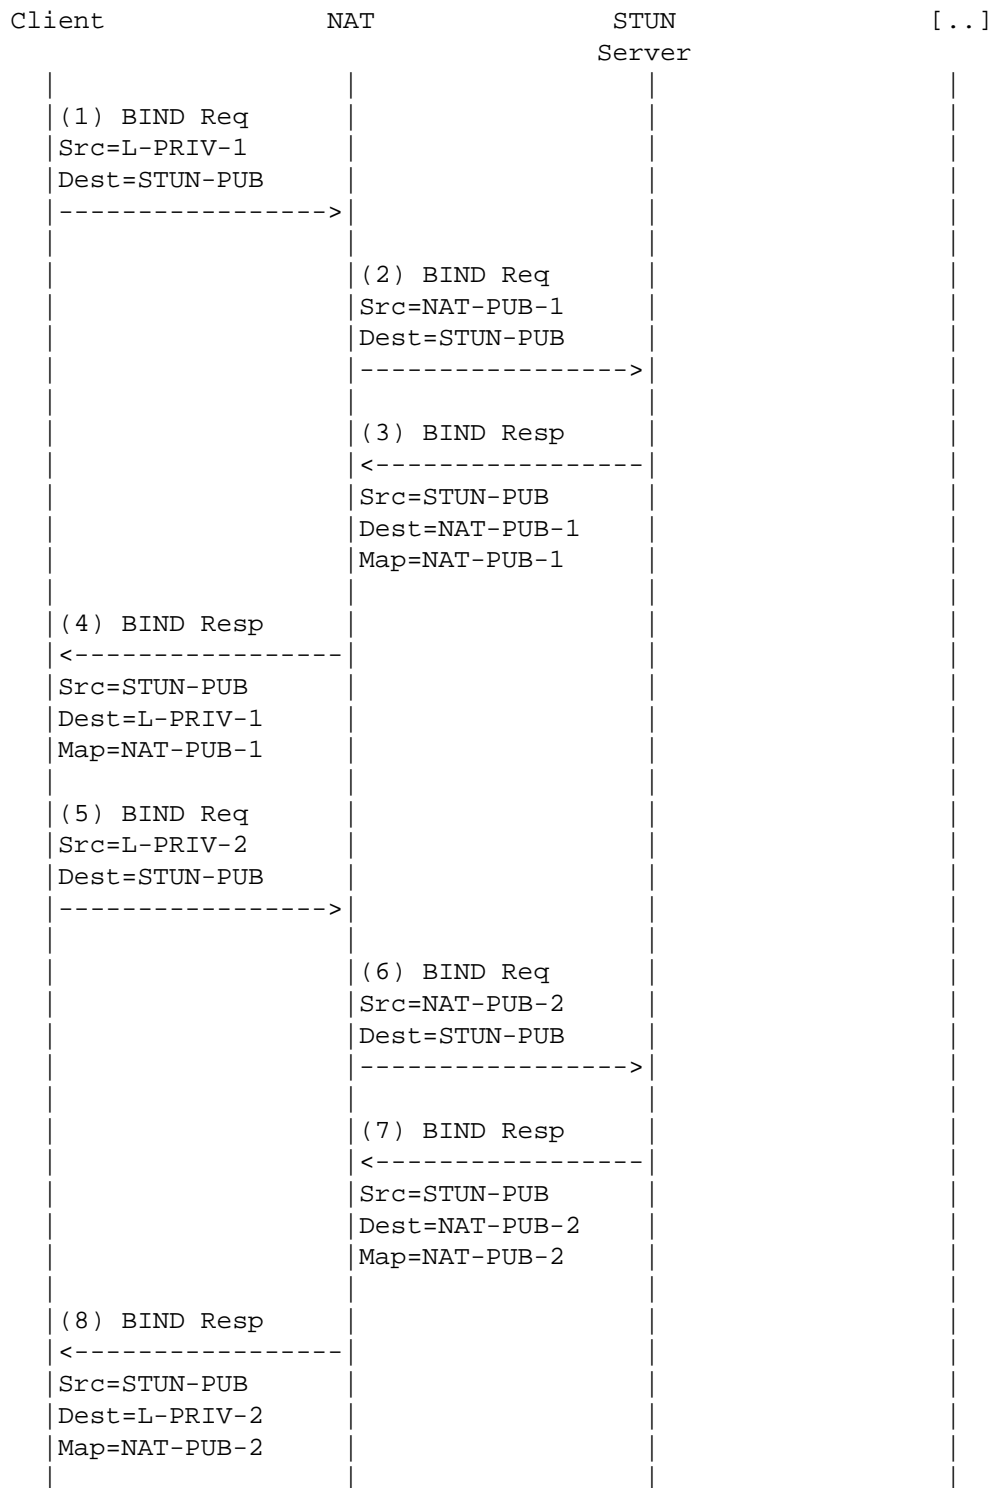 Client              NAT               STUN                [..]
                                     Server
  |                  |                  |                  |
  |(1) BIND Req      |                  |                  |
  |Src=L-PRIV-1      |                  |                  |
  |Dest=STUN-PUB     |                  |                  |
  |----------------->|                  |                  |
  |                  |                  |                  |
  |                  |(2) BIND Req      |                  |
  |                  |Src=NAT-PUB-1     |                  |
  |                  |Dest=STUN-PUB     |                  |
  |                  |----------------->|                  |
  |                  |                  |                  |
  |                  |(3) BIND Resp     |                  |
  |                  |<-----------------|                  |
  |                  |Src=STUN-PUB      |                  |
  |                  |Dest=NAT-PUB-1    |                  |
  |                  |Map=NAT-PUB-1     |                  |
  |                  |                  |                  |
  |(4) BIND Resp     |                  |                  |
  |<-----------------|                  |                  |
  |Src=STUN-PUB      |                  |                  |
  |Dest=L-PRIV-1     |                  |                  |
  |Map=NAT-PUB-1     |                  |                  |
  |                  |                  |                  |
  |(5) BIND Req      |                  |                  |
  |Src=L-PRIV-2      |                  |                  |
  |Dest=STUN-PUB     |                  |                  |
  |----------------->|                  |                  |
  |                  |                  |                  |
  |                  |(6) BIND Req      |                  |
  |                  |Src=NAT-PUB-2     |                  |
  |                  |Dest=STUN-PUB     |                  |
  |                  |----------------->|                  |
  |                  |                  |                  |
  |                  |(7) BIND Resp     |                  |
  |                  |<-----------------|                  |
  |                  |Src=STUN-PUB      |                  |
  |                  |Dest=NAT-PUB-2    |                  |
  |                  |Map=NAT-PUB-2     |                  |
  |                  |                  |                  |
  |(8) BIND Resp     |                  |                  |
  |<-----------------|                  |                  |
  |Src=STUN-PUB      |                  |                  |
  |Dest=L-PRIV-2     |                  |                  |
  |Map=NAT-PUB-2     |                  |                  |
  |                  |                  |                  |